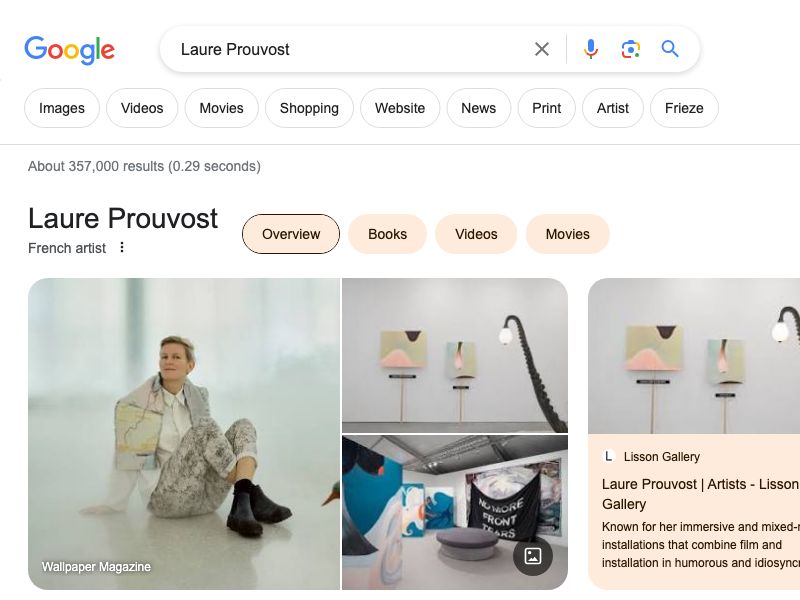 Google
Laure Prouvost
Images
Videos
Movies
Shopping
Website
News
Print
Artist
Frieze
About 357,000 results (0.29 seconds)
Laure Prouvost
French artist
Overview
Books
Videos
Movies
Wallpaper Magazine
NO MORE
FRONT
TEARS
L Lisson Gallery
Laure Prouvost | Artists - Lisson
Gallery
Known for her immersive and mixed-
installations that combine film and
installation in humorous and idiosync